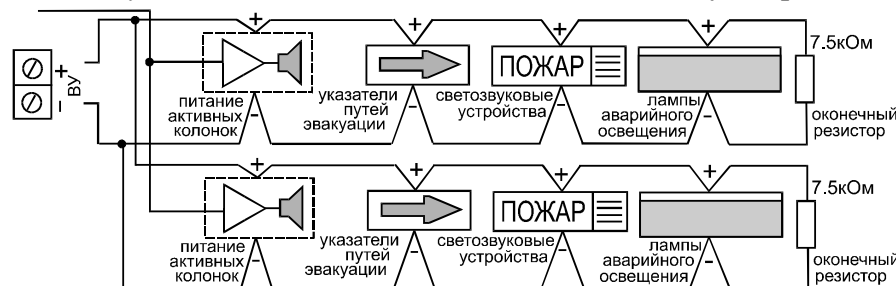 +
7.5кОм
+
–
ВУ
ПОЖАР
питание
активных
колонок
указатели
путей
эвакуации
светозвуковые
устройства
лампы
аварийного
освещения
оконечный
резистор
+
+
+
+
–
–
–
–
7.5кОм
ПОЖАР
питание
активных
колонок
указатели
путей
эвакуации
светозвуковые
устройства
лампы
аварийного
освещения
оконечный
резистор
+
+
+
+
–
–
–
–